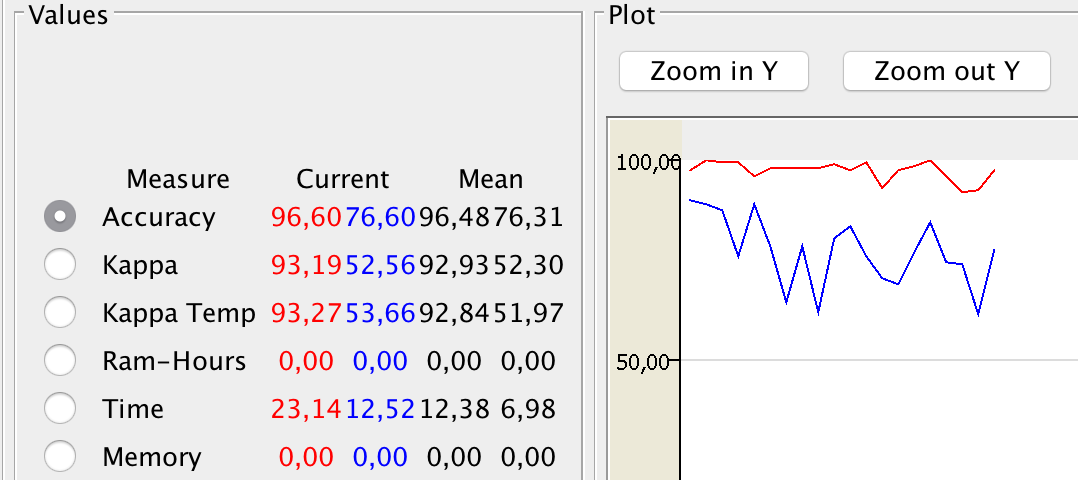 Values
Plot
Zoom in Y Zoom out Y
Measure Current Mean
Accuracy 96,60 76,60 96,48 76,31
Kappa 93,19 52,56 92,93 52,30
Kappa Temp 93,27 53,66 92,84 51,97
Ram-Hours 0,00 0,00 0,00 0,00
Time 23,14 12,52 12,38 6,98
Memory 0,00 0,00 0,00 0,00
100,00
50,00